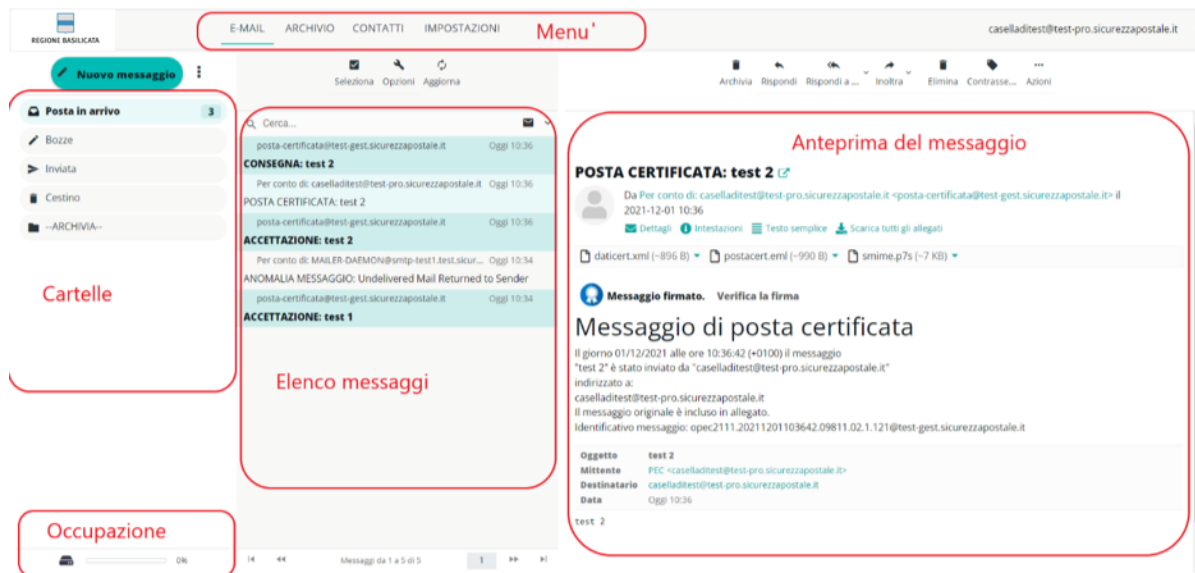 REGIONE BASILICATA
E-MAIL ARCHIVIO CONTATTI IMPOSTAZIONI
Menu'
caselladitest@test-pro.sicurezzapostale.it
Nuovo messaggio
Posta in arrivo 3
Bozze
Inviata
Cestino
--ARCHIVIA--
Cartelle
Occupazione
0%
Seleziona Opzioni Aggiorna
Cerca...
posta-certificata@test-gest.sicurezzapostale.it Oggi 10:36
CONSEGNA: test 2
Per conto di: caselladitest@test-pro.sicurezzapostale.it Oggi 10:36
POSTA CERTIFICATA: test 2
posta-certificata@test-gest.sicurezzapostale.it Oggi 10:36
ACCETTAZIONE: test 2
Per conto di: MAILER-DAEMON@smtp-test1.test.sicur... Oggi 10:34
ANOMALIA MESSAGGIO: Undelivered Mail Returned to Sender
posta-certificata@test-gest.sicurezzapostale.it Oggi 10:34
ACCETTAZIONE: test 1
Elenco messaggi
Messaggi da 1 a 5 di 5 1
Archivia Rispondi Rispondi a ... Inoltra Elimina Contrasse... Azioni
Anteprima del messaggio
POSTA CERTIFICATA: test 2
Da Per conto di: caselladitest@test-pro.sicurezzapostale.it <posta-certificata@test-gest.sicurezzapostale.it> il
2021-12-01 10:36
Dettagli Intestazioni Testo semplice Scarica tutti gli allegati
daticert.xml (~896 B) postacert.eml (~990 B) smime.p7s (~7 KB)
Messaggio firmato. Verifica la firma
Messaggio di posta certificata
Il giorno 01/12/2021 alle ore 10:36:42 (+0100) il messaggio
"test 2" è stato inviato da "caselladitest@test-pro.sicurezzapostale.it"
indirizzato a:
caselladitest@test-pro.sicurezzapostale.it
Il messaggio originale è incluso in allegato.
Identificativo messaggio: opec2111.20211201103642.09811.02.1.121@test-gest.sicurezzapostale.it
Oggetto test 2
Mittente PEC <caselladitest@test-pro.sicurezzapostale.it>
Destinatario caselladitest@test-pro.sicurezzapostale.it
Data Oggi 10:36
test 2